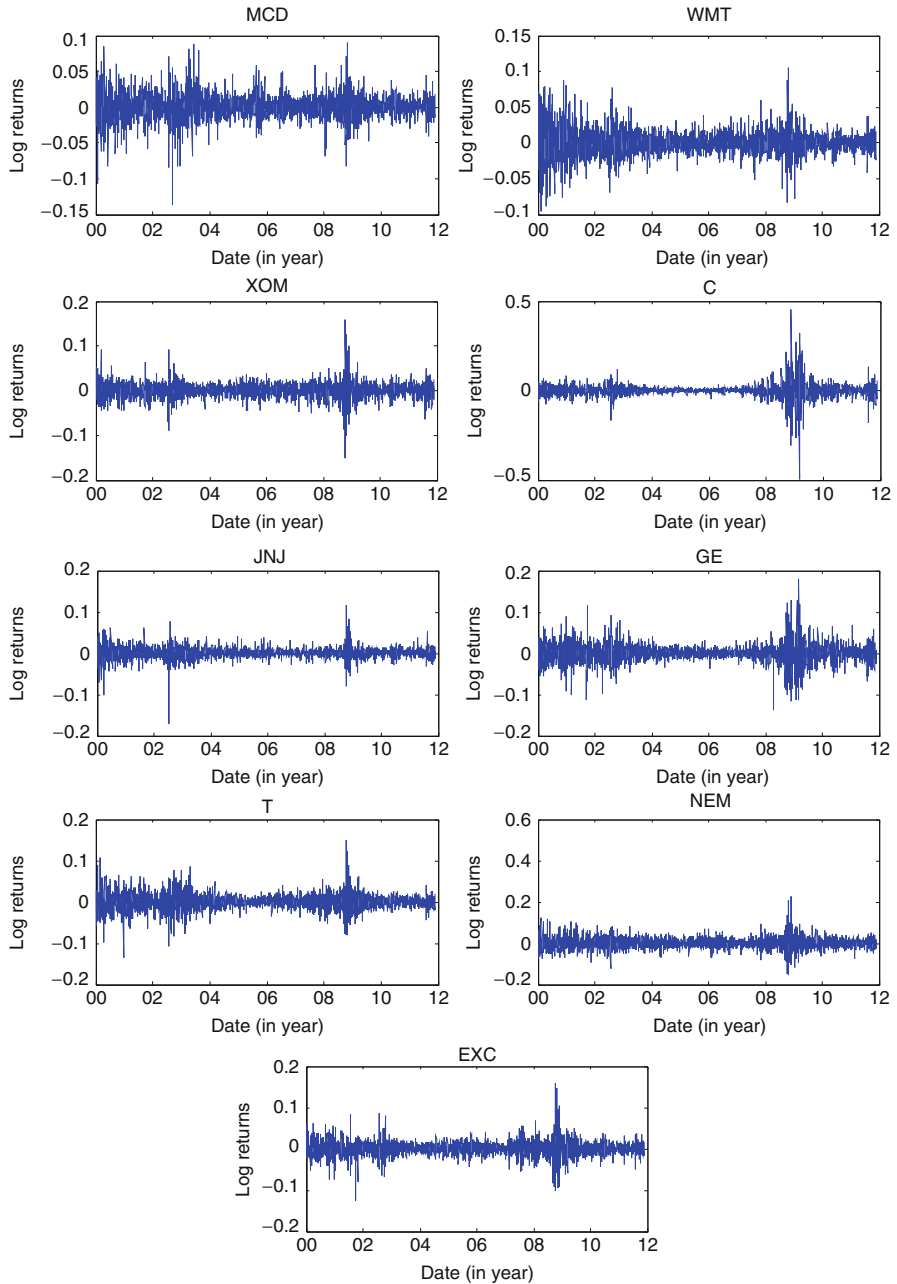 MCD
Log returns
0.1
0.05
0
−0.05
−0.1
−0.15
00 02 04 06 08 10 12
Date (in year)
WMT
Log returns
0.15
0.1
0.05
0
−0.05
−0.1
00 02 04 06 08 10 12
Date (in year)
XOM
Log returns
0.2
0.1
0
−0.1
−0.2
00 02 04 06 08 10 12
Date (in year)
C
Log returns
0.5
0
−0.5
00 02 04 06 08 10 12
Date (in year)
JNJ
Log returns
0.2
0.1
0
−0.1
−0.2
00 02 04 06 08 10 12
Date (in year)
GE
Log returns
0.2
0.1
0
−0.1
−0.2
00 02 04 06 08 10 12
Date (in year)
T
Log returns
0.2
0.1
0
−0.1
−0.2
00 02 04 06 08 10 12
Date (in year)
NEM
Log returns
0.6
0.4
0.2
0
−0.2
00 02 04 06 08 10 12
Date (in year)
EXC
Log returns
0.2
0.1
0
−0.1
−0.2
00 02 04 06 08 10 12
Date (in year)